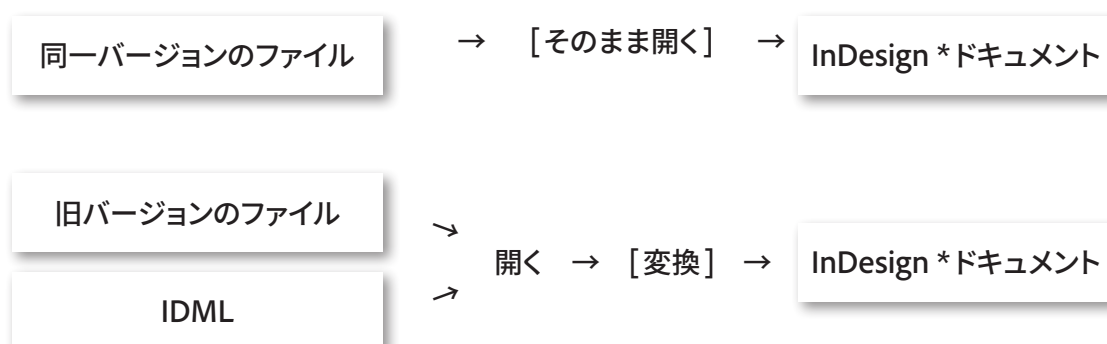 同一バージョンのファイル → [そのまま開く] → InDesign *ドキュメント
旧バージョンのファイル
↘
開く → [変換] → InDesign *ドキュメント
↗
IDML